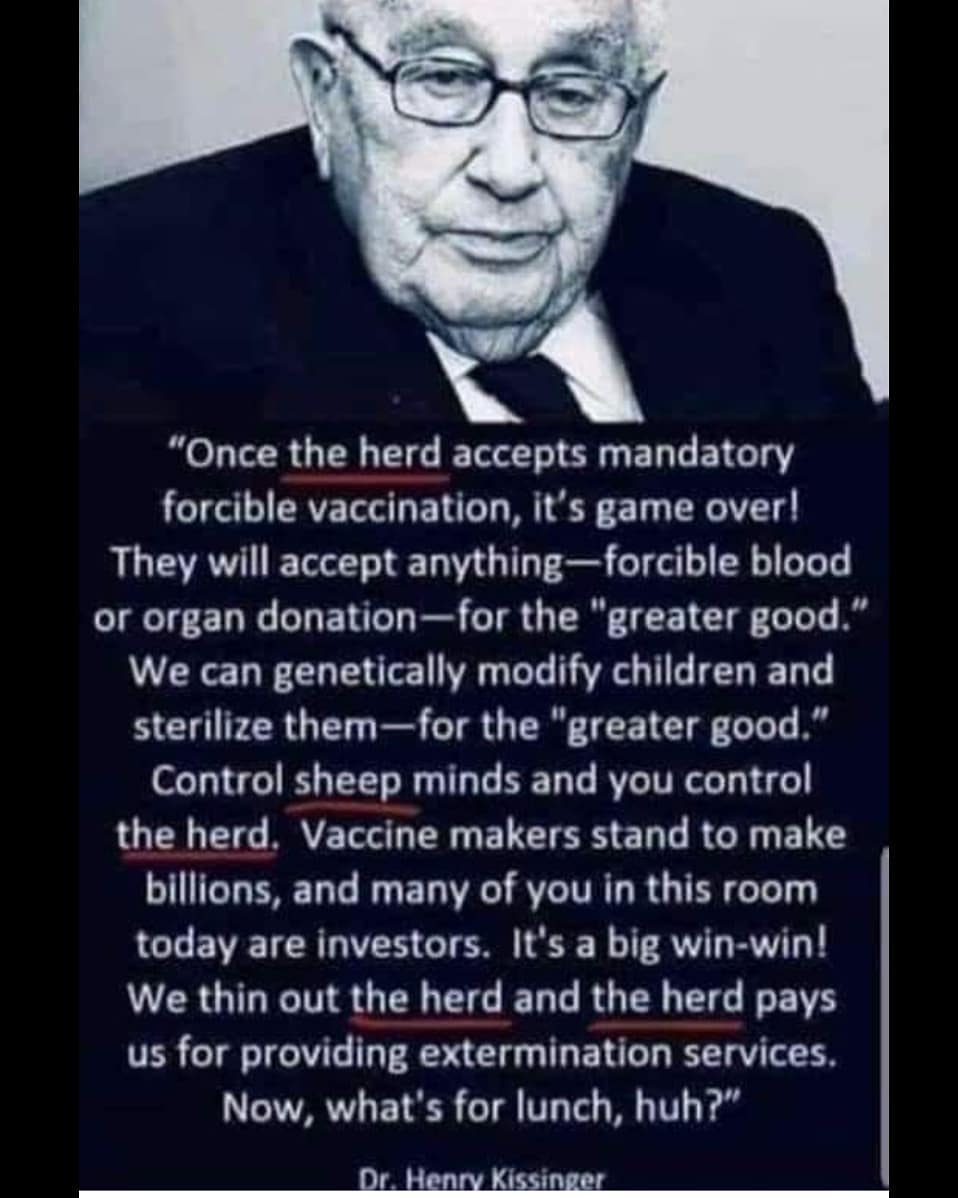 “Once the herd accepts mandatory
forcible vaccination, it's game over!
They will accept anything—forcible blood
or organ donation—for the "greater good.”
We can genetically modify children and
sterilize them—for the "greater good.”
Control sheep minds and you control
the herd. Vaccine makers stand to make
billions, and many of you in this room
today are investors. It's a big win-win!
We thin out the herd and the herd pays
us for providing extermination services.
Now, what's for lunch, huh?”
Dr. Henry Kissinger